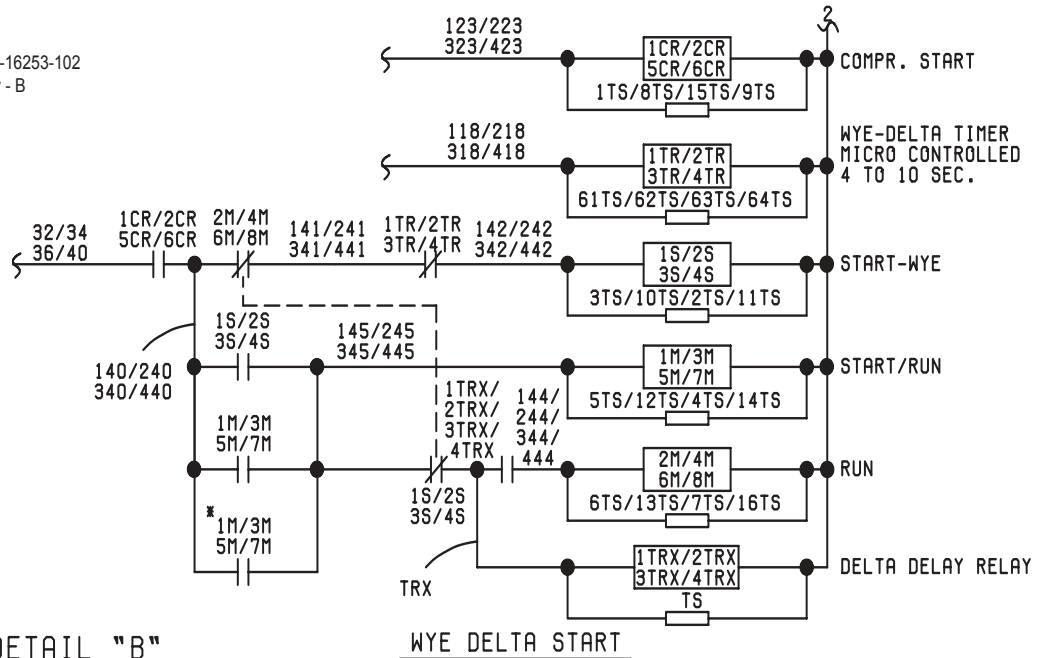 2
-16253-102
- B
123/223
323/423
1CR/2CR
5CR/6CR
COMPR. START
1TS/8TS/15TS/9TS
118/218
318/418
1TR/2TR
3TR/4TR
WYE-DELTA TIMER
MICRO CONTROLLED
4 TO 10 SEC.
61TS/62TS/63TS/64TS
32/34
36/40
1CR/2CR
5CR/6CR
2M/4M
6M/8M
141/241
341/441
1TR/2TR
3TR/4TR
142/242
342/442
1S/2S
3S/4S
START-WYE
3TS/10TS/2TS/11TS
140/240
340/440
1S/2S
3S/4S
145/245
345/445
1M/3M
5M/7M
START/RUN
5TS/12TS/4TS/14TS
1M/3M
5M/7M
1TRX/
2TRX/
3TRX/
4TRX
144/
244/
344/
444
2M/4M
6M/8M
RUN
6TS/13TS/7TS/16TS
1S/2S
3S/4S
* 1M/3M
5M/7M
TRX
1TRX/2TRX
3TRX/4TRX
DELTA DELAY RELAY
TS
DETAIL "B"
WYE DELTA START